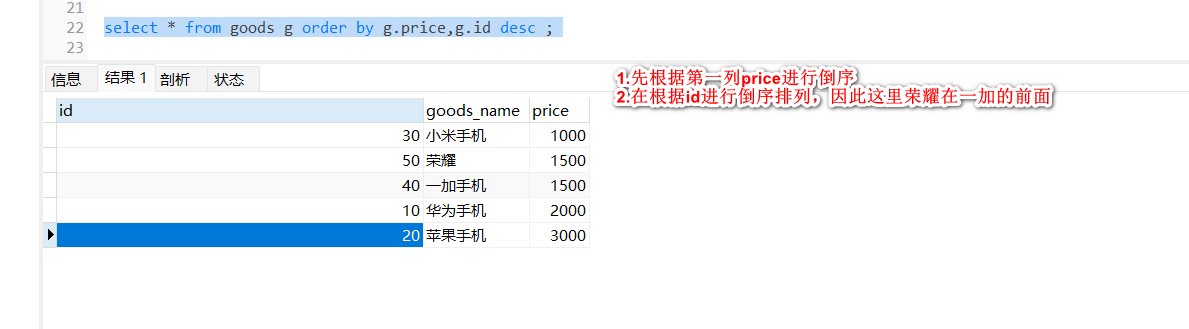 21
22 select * from goods g order by g.price,g.id desc ;
23
信息 结果 1 剖析 状态
1.先根据第一列price进行倒序
2.在根据id进行倒序排列，因此这里荣耀在一加的前面
id goods_name price
30 小米手机 1000
50 荣耀 1500
40 一加手机 1500
10 华为手机 2000
20 苹果手机 3000